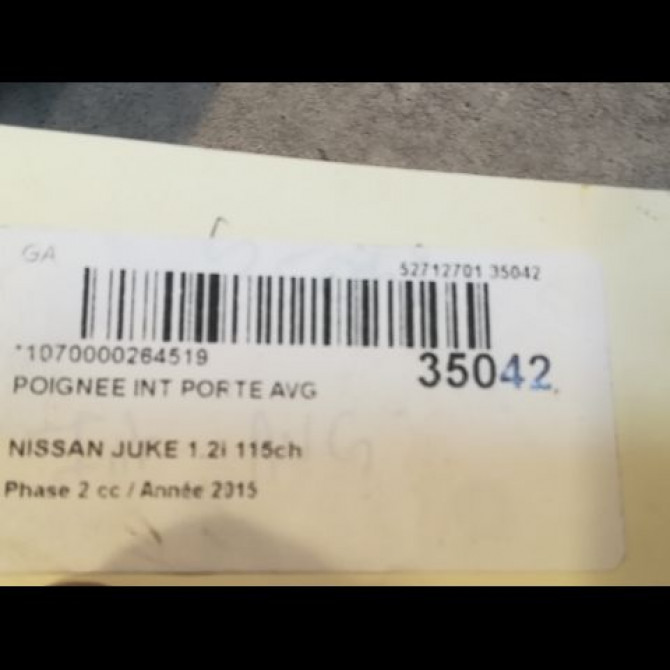 GA
52712701 35042
*1070000264519
35042
POIGNEE INT PORTE AVG
NISSAN JUKE 1.2i 115ch
Phase 2 cc / Année 2015